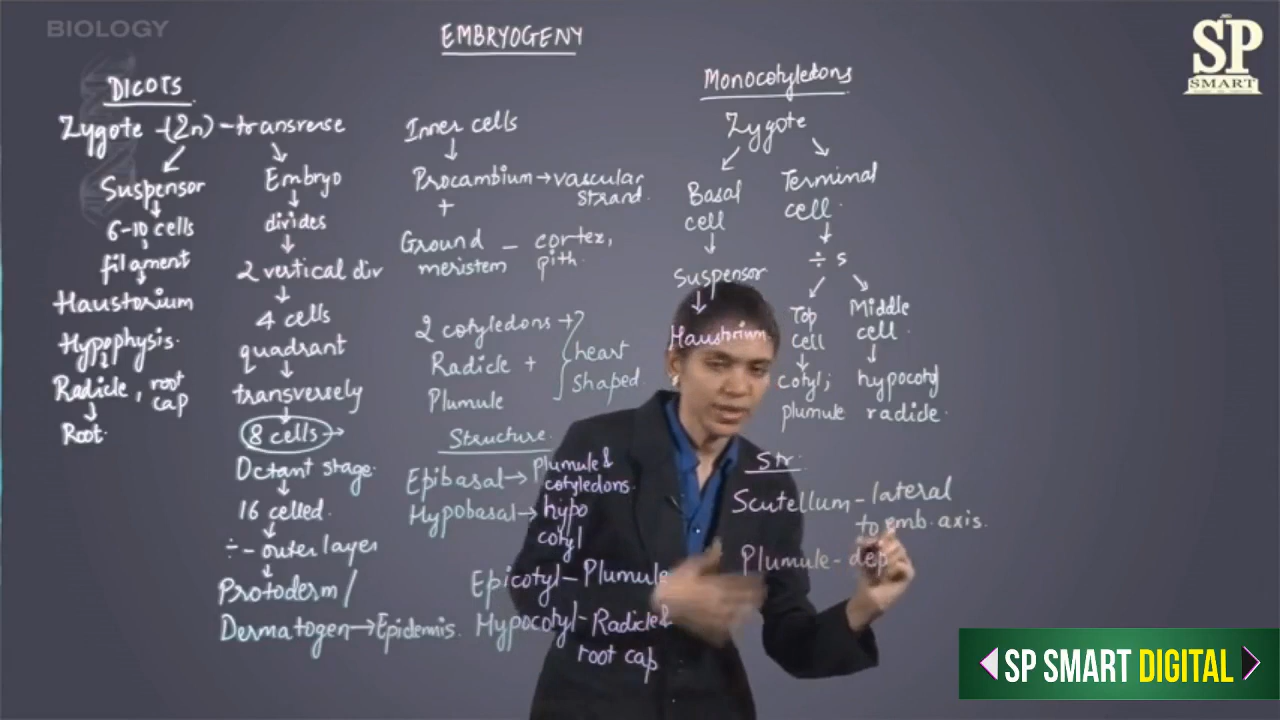 BIOLOGY
EMBRYOGENY
SP
SMART
DICOTS
Zygote -(2n) - transverse
Suspensor
6-10 cells
filament
Haustorium
Hypophysis.
Radicle, root cap
Root.
Embryo
divides
2 vertical div
4 cells
quadrant
transversely
8 cells →
Octant stage.
16 celled.
÷ - outer layer
Protoderm /
Dermatogen → Epidermis.
Inner cells
Procambium → vascular
strand.
+
Ground - cortex,
meristem pith.
2 cotyledons +
Radicle +
Plumule
heart
shaped
Structure.
Epibasal → Plumule &
cotyledons.
Hypobasal → hypo
cotyl
Epicotyl - Plumule
Hypocotyl - Radicle &
root cap
Monocotyledons
Zygote
Basal
cell
Suspensor
Haustorium
Terminal
cell.
÷ s
Top
cell
cotyl;
plumule
Middle
cell.
hypocotyl
radicle.
Str:
Scutellum - lateral
to emb. axis.
Plumule - dep
SP SMART DIGITAL